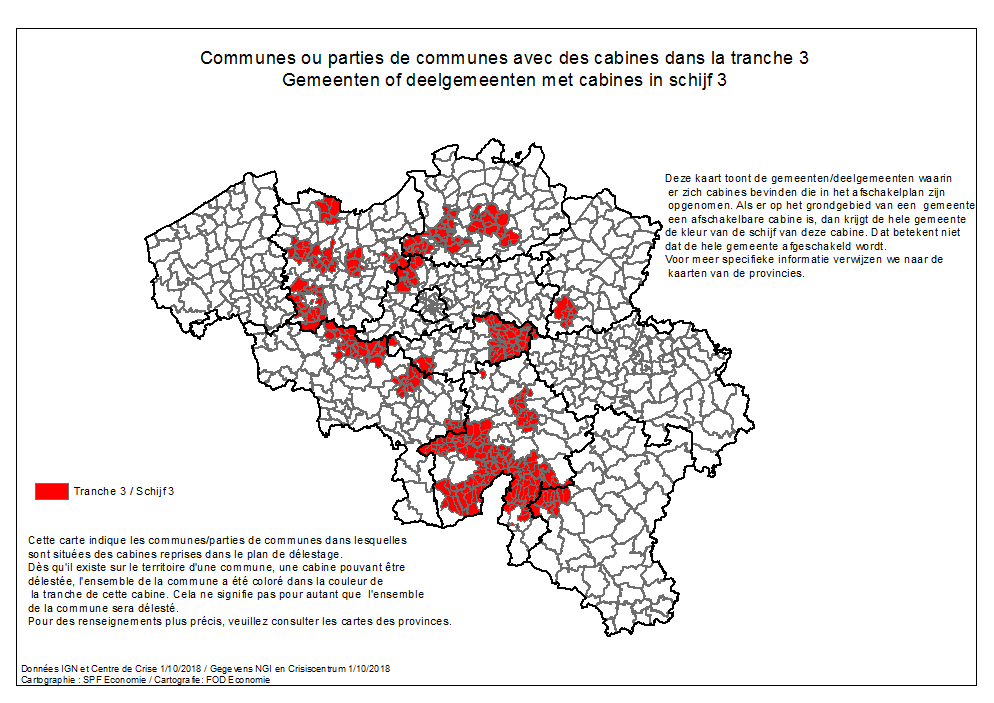 Communes ou parties de communes avec des cabines dans la tranche 3
Gemeenten of deelgemeenten met cabines in schijf 3
Deze kaart toont de gemeenten/deelgemeenten waarin
er zich cabines bevinden die in het afschakelplan zijn
opgenomen. Als er op het grondgebied van een gemeente
een afschakelbare cabine is, dan krijgt de hele gemeente
de kleur van de schijf van deze cabine. Dat betekent niet
dat de hele gemeente afgeschakeld wordt.
Voor meer specifieke informatie verwijzen we naar de
kaarten van de provincies.
Tranche 3 / Schijf 3
Cette carte indique les communes/parties de communes dans lesquelles
sont situées des cabines reprises dans le plan de délestage.
Dès qu'il existe sur le territoire d'une commune, une cabine pouvant être
délestée, l'ensemble de la commune a été coloré dans la couleur de
la tranche de cette cabine. Cela ne signifie pas pour autant que l'ensemble
de la commune sera délesté.
Pour des renseignements plus précis, veuillez consulter les cartes des provinces.
Données IGN et Centre de Crise 1/10/2018 / Gegevens NGI en Crisiscentrum 1/10/2018
Cartographie : SPF Economie / Cartografie: FOD Economie